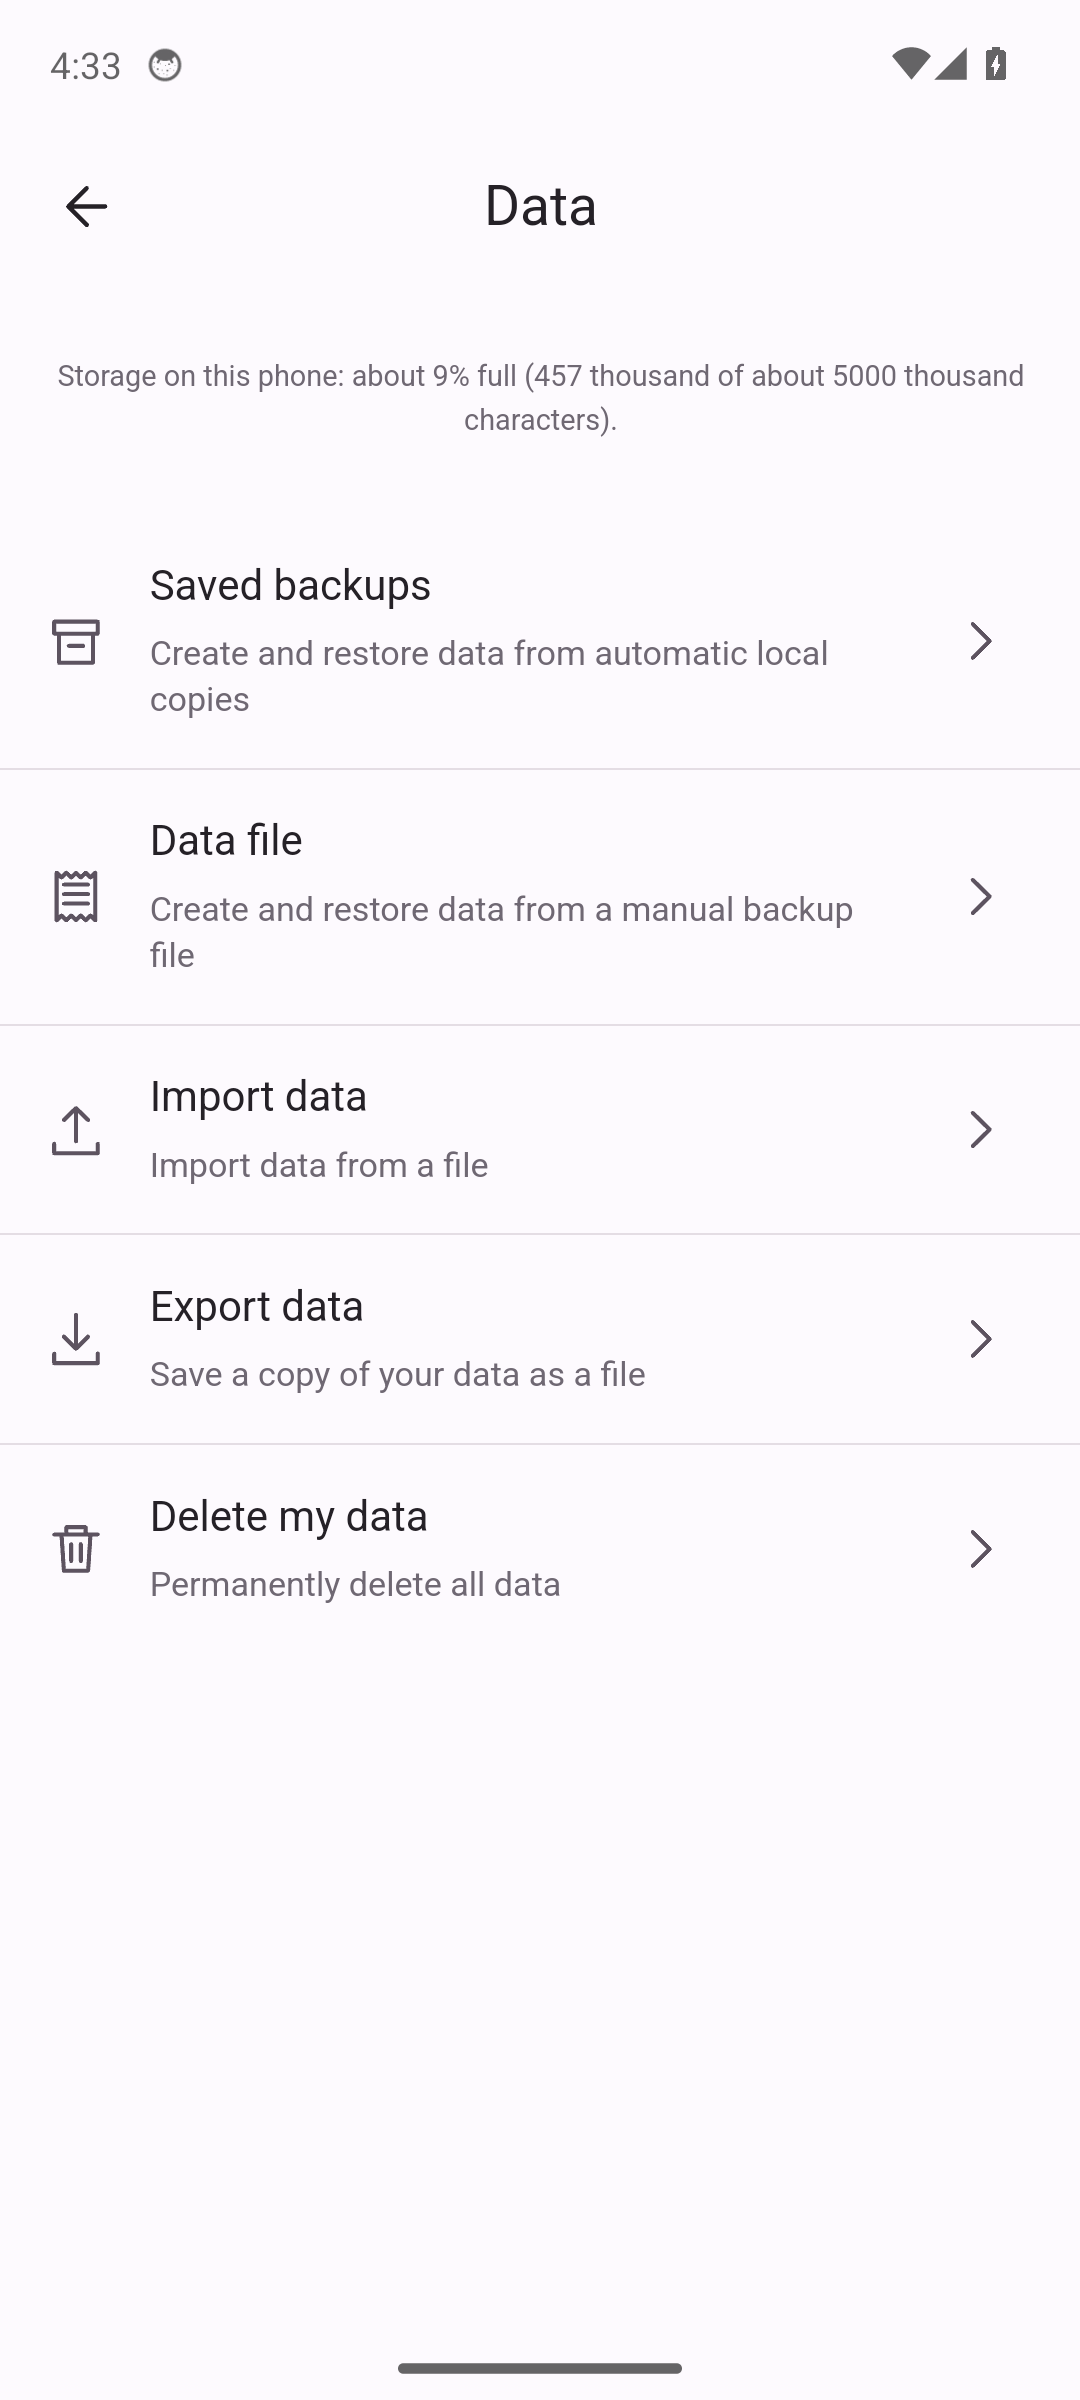 4:33
Data
Storage on this phone: about 9% full (457 thousand of about 5000 thousand
characters).
Saved backups
Create and restore data from automatic local
copies
Data file
Create and restore data from a manual backup
file
Import data
Import data from a file
Export data
Save a copy of your data as a file
Delete my data
Permanently delete all data